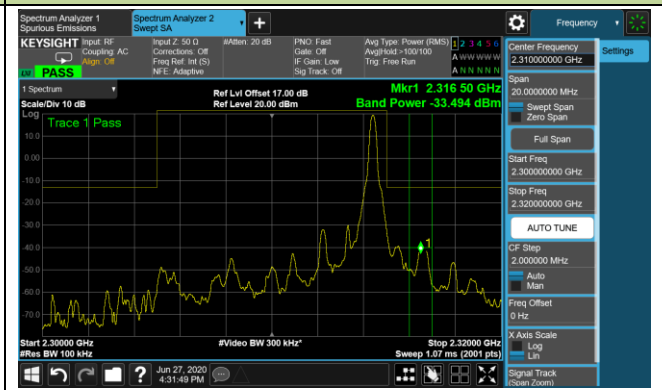 Spectrum Analyzer 1
Spurious Emissions
Spectrum Analyzer 2
Swept SA
Frequency
KEYSIGHT
Input: RF
Coupling: AC
Align: Off
Input Z: 50 Ω
Corrections: Off
Freq Ref: Int (S)
NFE: Adaptive
#Atten: 20 dB
PNO: Fast
Gate: Off
IF Gain: Low
Sig Track: Off
Avg Type: Power (RMS)
Avg|Hold:>100/100
Trig: Free Run
1 2 3 4 5 6
A W W W W W
A N N N N N
LXI
PASS
1 Spectrum
Scale/Div 10 dB
Ref Lvl Offset 17.00 dB
Ref Level 20.00 dBm
Mkr1 2.316 50 GHz
Band Power -33.494 dBm
Log
Trace 1 Pass
10.0
0.00
-10.0
-20.0
-30.0
-40.0
-50.0
-60.0
-70.0
1
Start 2.30000 GHz
#Res BW 100 kHz
#Video BW 300 kHz*
Stop 2.32000 GHz
Sweep 1.07 ms (2001 pts)
Center Frequency
2.310000000 GHz
Settings
Span
20.0000000 MHz
Swept Span
Zero Span
Full Span
Start Freq
2.300000000 GHz
Stop Freq
2.320000000 GHz
AUTO TUNE
CF Step
2.000000 MHz
Auto
Man
Freq Offset
0 Hz
X Axis Scale
Log
Lin
Signal Track
(Span Zoom)
?
Jun 27, 2020
4:31:49 PM